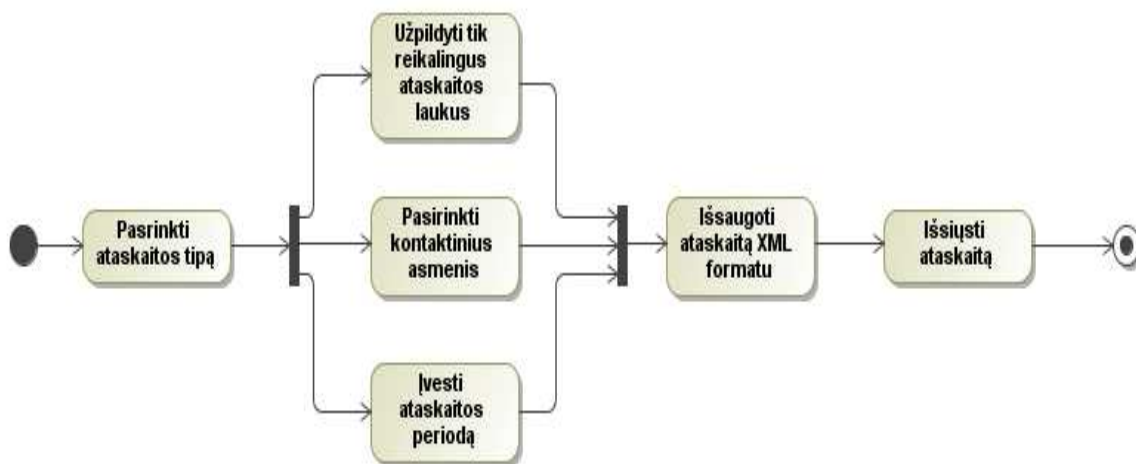 Užpildyti tik
reikalingus
ataskaitos
laukus
Pasrinkti
ataskaitos tipą
Pasirinkti
kontaktinius
asmenis
Išsaugoti
ataskaitą XML
formatu
Išsiųsti
ataskaitą
Įvesti
ataskaitos
periodą